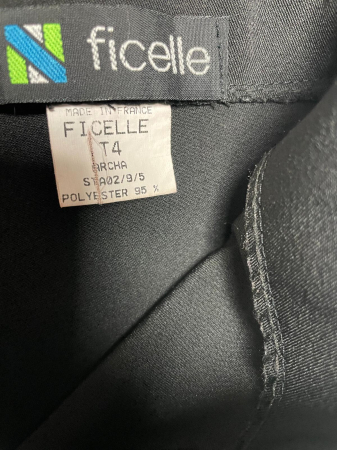 ficelle
MADE IN FRANCE
FICELLE
T4
ARCHA
STA02/9/5
POLYESTER 95 %